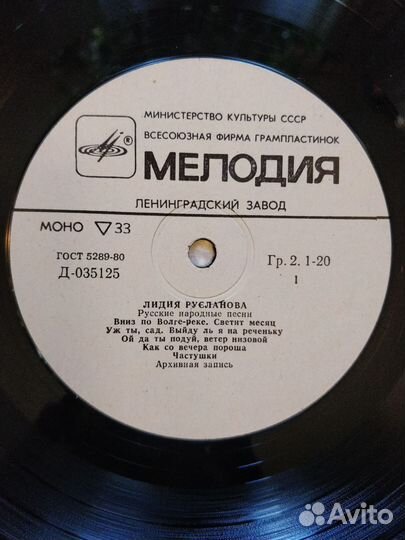 МИНИСТЕРСТВО КУЛЬТУРЫ СССР
ВСЕСОЮЗНАЯ ФИРМА ГРАМПЛАСТИНОК
®
МЕЛОДИЯ
ЛЕНИНГРАДСКИЙ ЗАВОД
МОНО ▽ 33
ГОСТ 5289-80
Д-035125
Гр. 2. 1-20
1
ЛИДИЯ РУСЛАНОВА
Русские народные песни
Вниз по Волге-реке. Светит месяц
Уж ты, сад. Выйду ль я на реченьку
Ой да ты подуй, ветер низовой
Как со вечера пороша
Частушки
Архивная запись
Avito